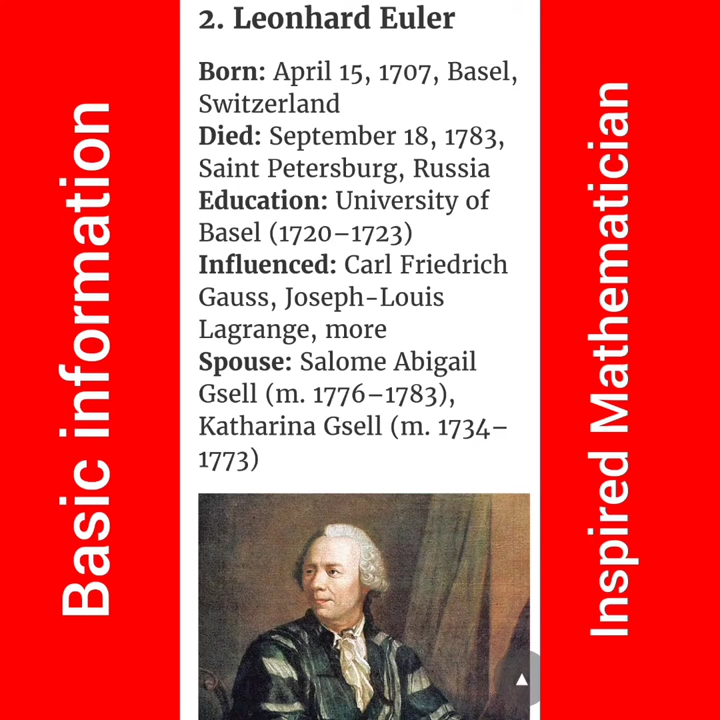 Basic information
2. Leonhard Euler
Born: April 15, 1707, Basel,
Switzerland
Died: September 18, 1783,
Saint Petersburg, Russia
Education: University of
Basel (1720–1723)
Influenced: Carl Friedrich
Gauss, Joseph-Louis
Lagrange, more
Spouse: Salome Abigail
Gsell (m. 1776–1783),
Katharina Gsell (m. 1734–
1773)
Inspired Mathematician